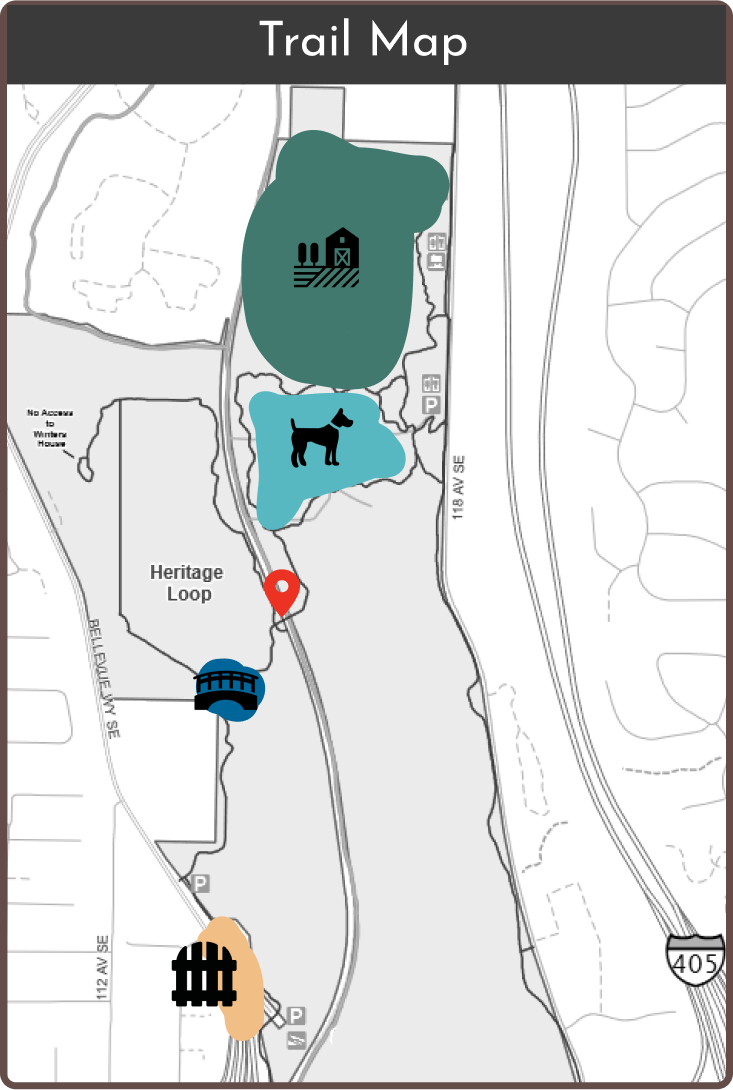 Trail Map
P
No Access
to
Winters
House
118 AV SE
Heritage
Loop
BELLEVUE WY SE
P
112 AV SE
405
P